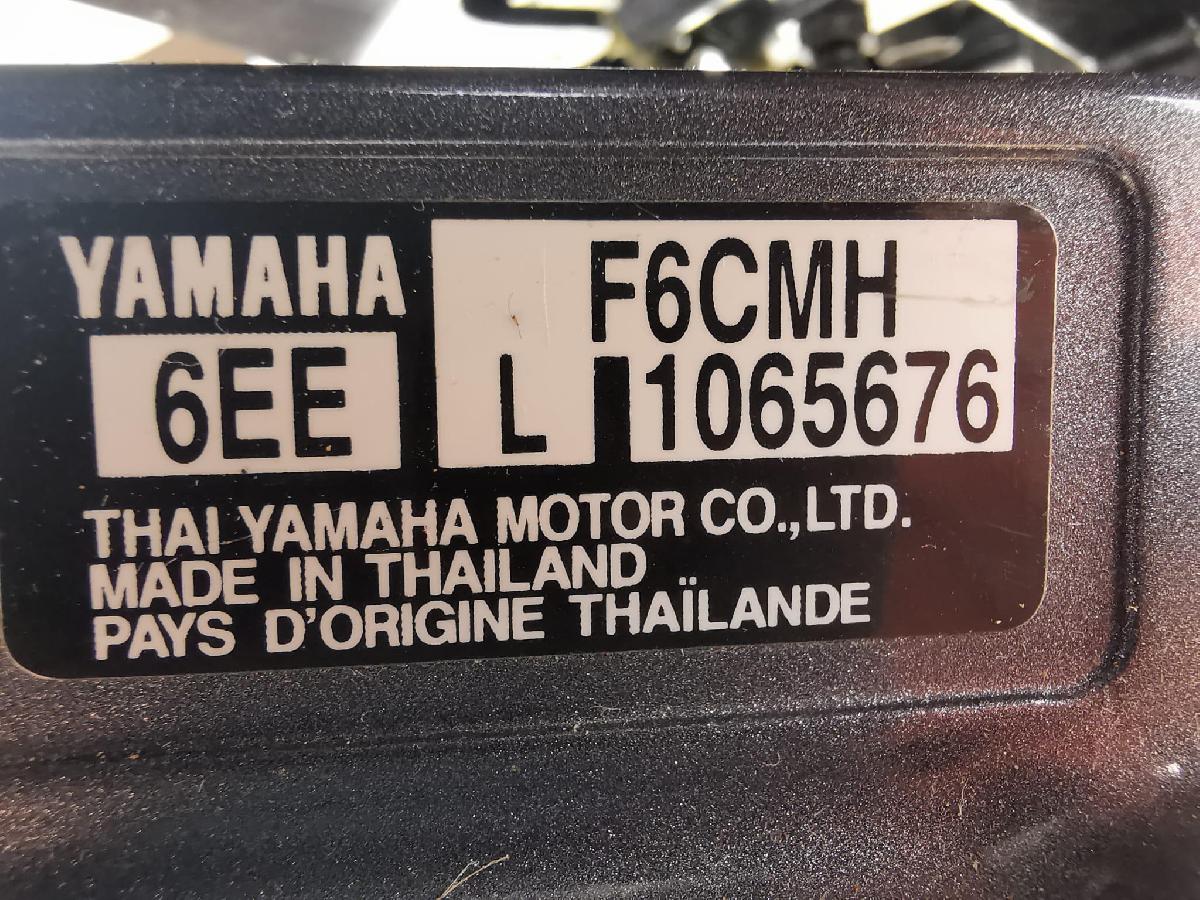 YAMAHA F6CMH
6EE L 1065676
THAI YAMAHA MOTOR CO.,LTD.
MADE IN THAILAND
PAYS D'ORIGINE THAÏLANDE